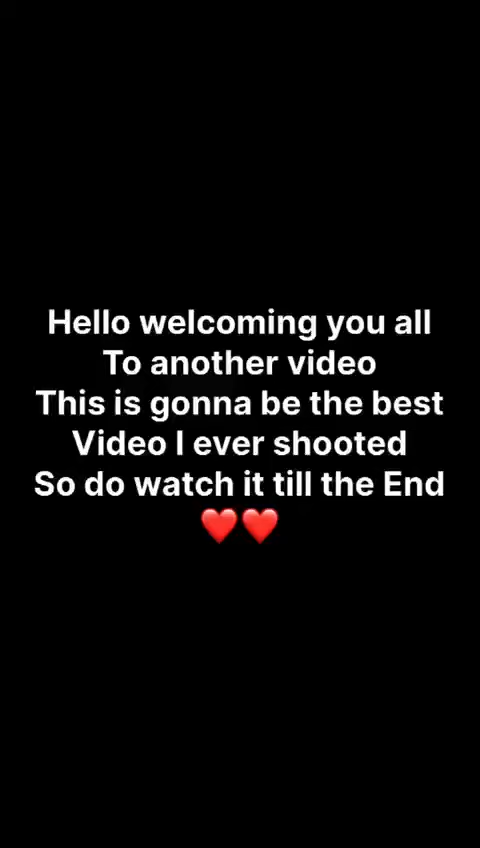 Hello welcoming you all
To another video
This is gonna be the best
Video I ever shooted
So do watch it till the End
❤️❤️